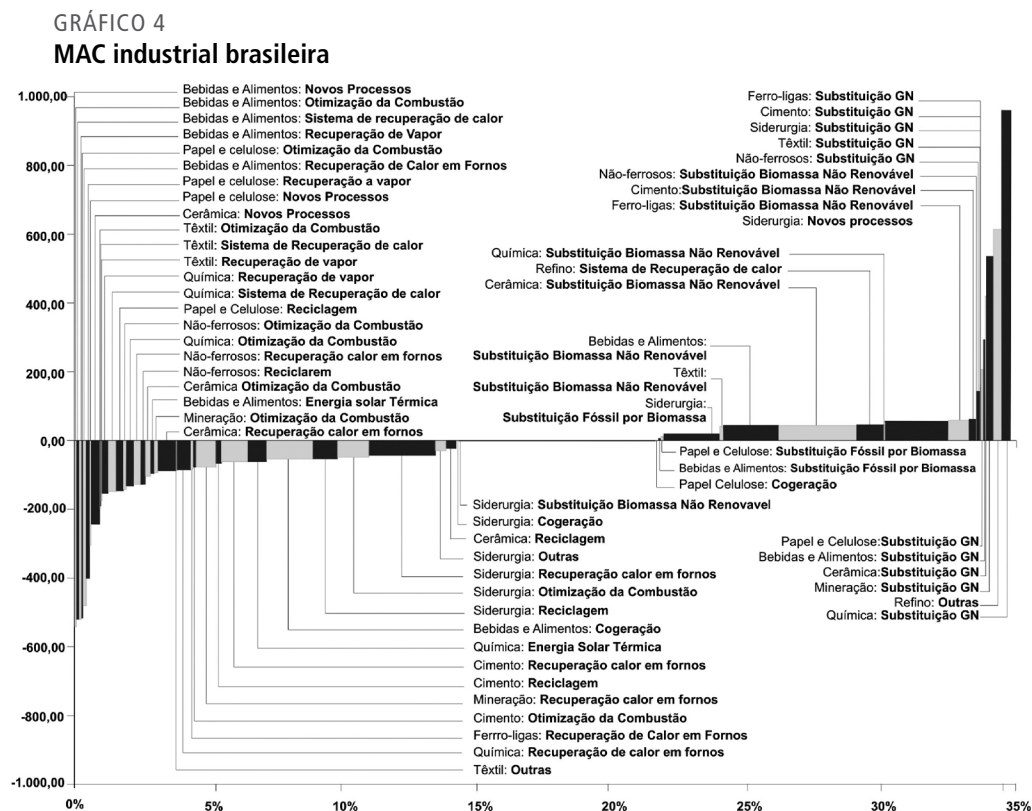 GRÁFICO 4
MAC industrial brasileira
1.000,00
800,00
600,00
400,00
200,00
0,00
-200,00
-400,00
-600,00
-800,00
-1.000,00
Bebidas e Alimentos: Novos Processos
Bebidas e Alimentos: Otimização da Combustão
Bebidas e Alimentos: Sistema de recuperação de calor
Bebidas e Alimentos: Recuperação de Vapor
Papel e celulose: Otimização da Combustão
Bebidas e Alimentos: Recuperação de Calor em Fornos
Papel e celulose: Recuperação a vapor
Papel e celulose: Novos Processos
Cerâmica: Novos Processos
Têxtil: Otimização da Combustão
Têxtil: Sistema de Recuperação de calor
Têxtil: Recuperação de vapor
Química: Recuperação de vapor
Química: Sistema de Recuperação de calor
Papel e Celulose: Reciclagem
Não-ferrosos: Otimização da Combustão
Química: Otimização da Combustão
Não-ferrosos: Recuperação calor em fornos
Não-ferrosos: Reciclarem
Cerâmica Otimização da Combustão
Bebidas e Alimentos: Energia solar Térmica
Mineração: Otimização da Combustão
Cerâmica: Recuperação calor em fornos
Ferro-ligas: Substituição GN
Cimento: Substituição GN
Siderurgia: Substituição GN
Têxtil: Substituição GN
Não-ferrosos: Substituição GN
Não-ferrosos: Substituição Biomassa Não Renovável
Cimento:Substituição Biomassa Não Renovável
Ferro-ligas: Substituição Biomassa Não Renovável
Siderurgia: Novos processos
Química: Substituição Biomassa Não Renovável
Refino: Sistema de Recuperação de calor
Cerâmica: Substituição Biomassa Não Renovável
Bebidas e Alimentos:
Substituição Biomassa Não Renovável
Têxtil:
Substituição Biomassa Não Renovável
Siderurgia:
Substituição Fóssil por Biomassa
Papel e Celulose: Substituição Fóssil por Biomassa
Bebidas e Alimentos: Substituição Fóssil por Biomassa
Papel Celulose: Cogeração
Siderurgia: Substituição Biomassa Não Renovavel
Siderurgia: Cogeração
Cerâmica: Reciclagem
Siderurgia: Outras
Siderurgia: Recuperação calor em fornos
Siderurgia: Otimização da Combustão
Siderurgia: Reciclagem
Bebidas e Alimentos: Cogeração
Química: Energia Solar Térmica
Cimento: Recuperação calor em fornos
Cimento: Reciclagem
Mineração: Recuperação calor em fornos
Cimento: Otimização da Combustão
Ferrro-ligas: Recuperação de Calor em Fornos
Química: Recuperação de calor em fornos
Têxtil: Outras
Papel e Celulose:Substituição GN
Bebidas e Alimentos: Substituição GN
Cerâmica:Substituição GN
Mineração: Substituição GN
Refino: Outras
Química: Substituição GN
0% 5% 10% 15% 20% 25% 30% 35%